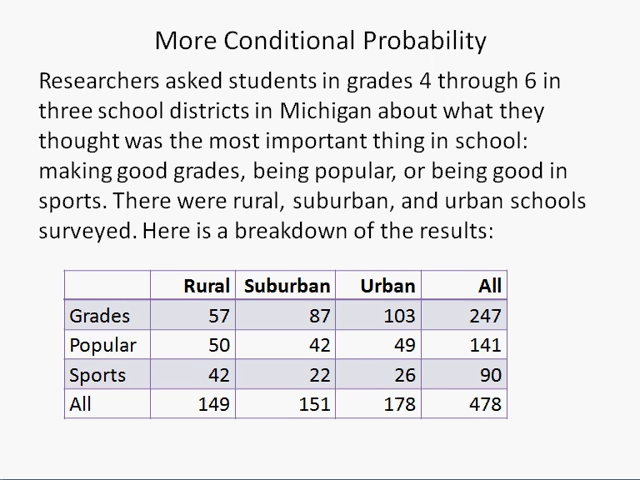 More Conditional Probability
Researchers asked students in grades 4 through 6 in
three school districts in Michigan about what they
thought was the most important thing in school:
making good grades, being popular, or being good in
sports. There were rural, suburban, and urban schools
surveyed. Here is a breakdown of the results:
Rural Suburban Urban All
Grades 57 87 103 247
Popular 50 42 49 141
Sports 42 22 26 90
All 149 151 178 478